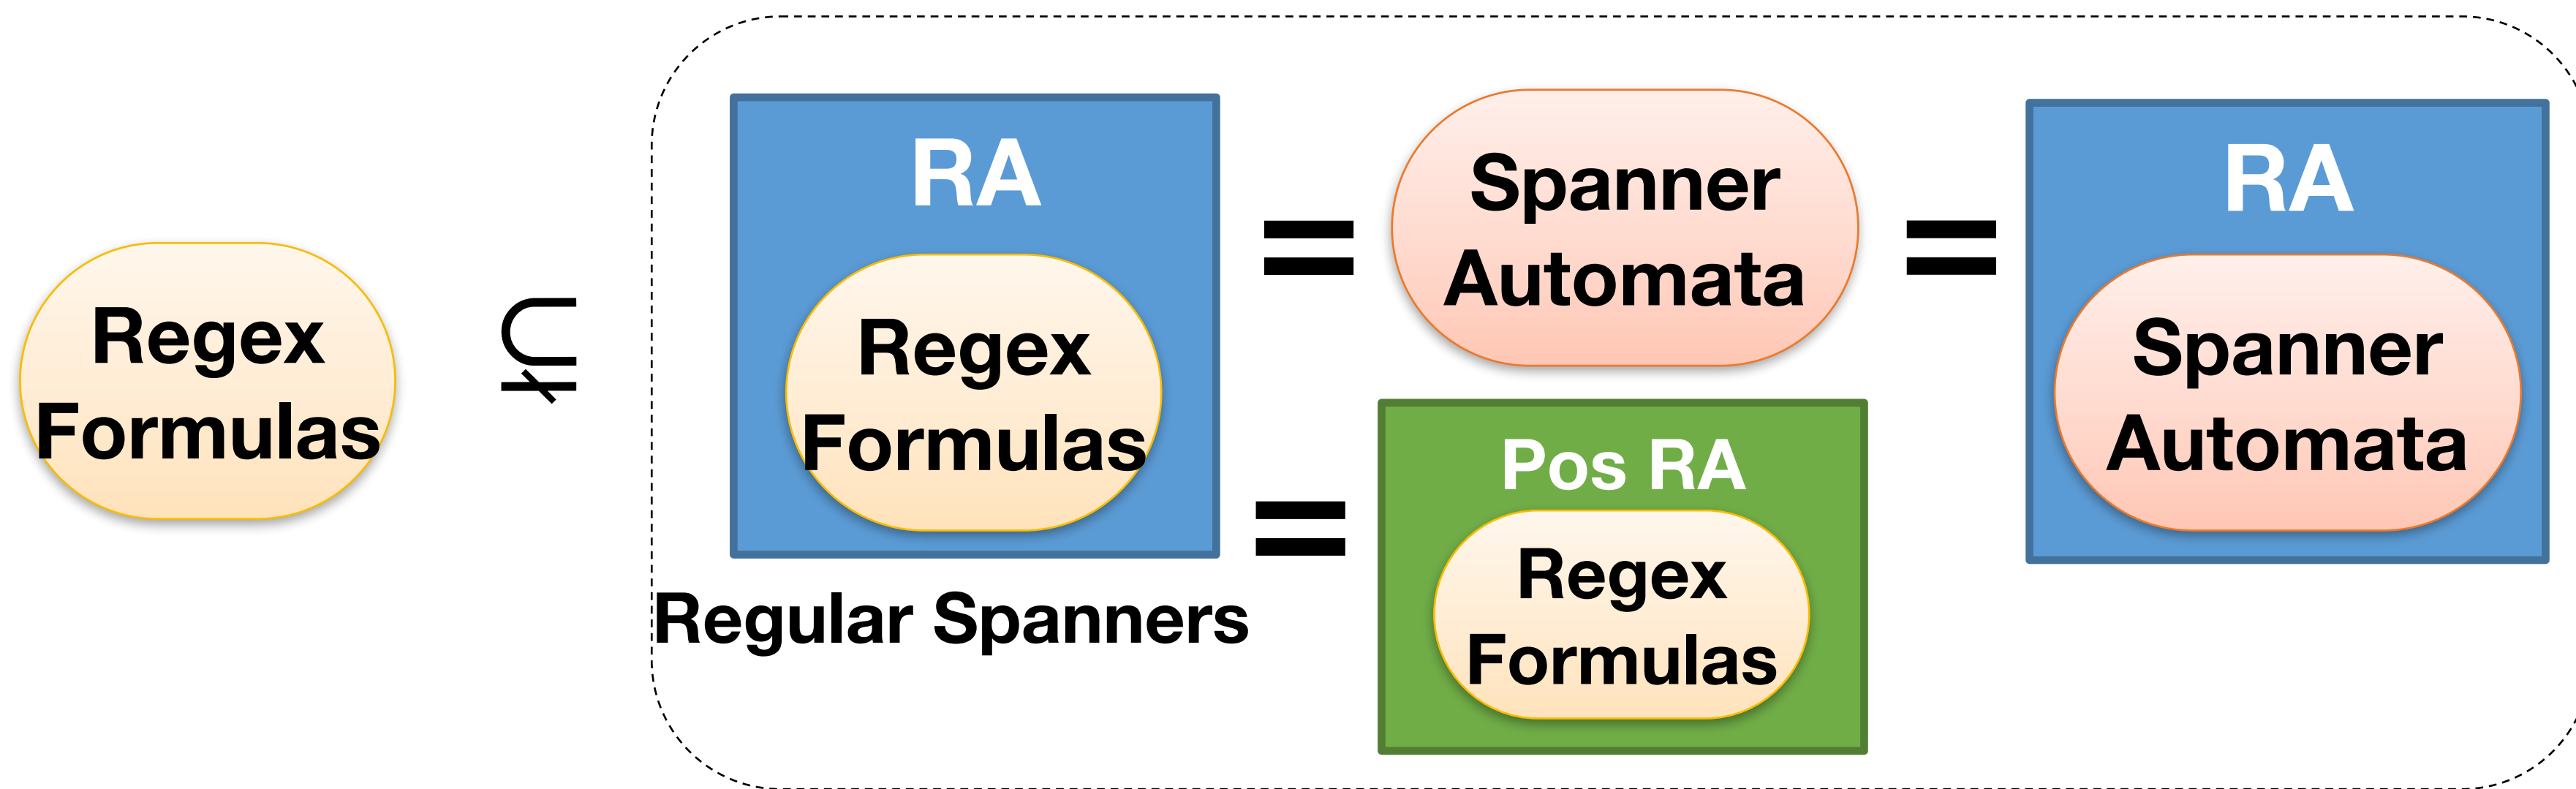 Regex
Formulas
⊊
RA
Regex
Formulas
=
Spanner
Automata
=
RA
Spanner
Automata
=
Pos RA
Regex
Formulas
Regular Spanners